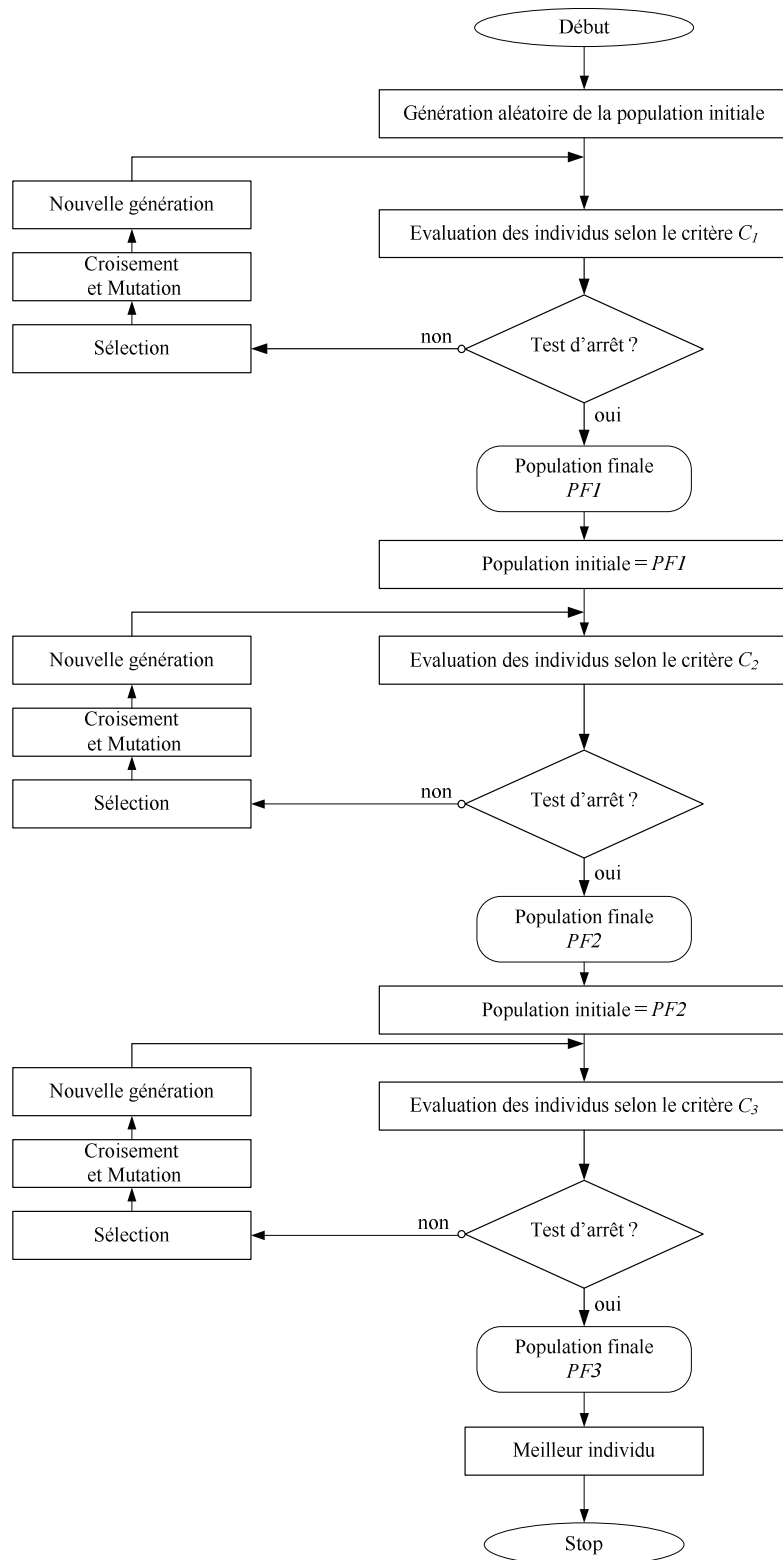 Début
Génération aléatoire de la population initiale
Nouvelle génération
Evaluation des individus selon le critère C1
Croisement
et Mutation
Sélection
non
Test d'arrêt ?
oui
Population finale
PF1
Population initiale = PF1
Nouvelle génération
Evaluation des individus selon le critère C2
Croisement
et Mutation
Sélection
non
Test d'arrêt ?
oui
Population finale
PF2
Population initiale = PF2
Nouvelle génération
Evaluation des individus selon le critère C3
Croisement
et Mutation
Sélection
non
Test d'arrêt ?
oui
Population finale
PF3
Meilleur individu
Stop